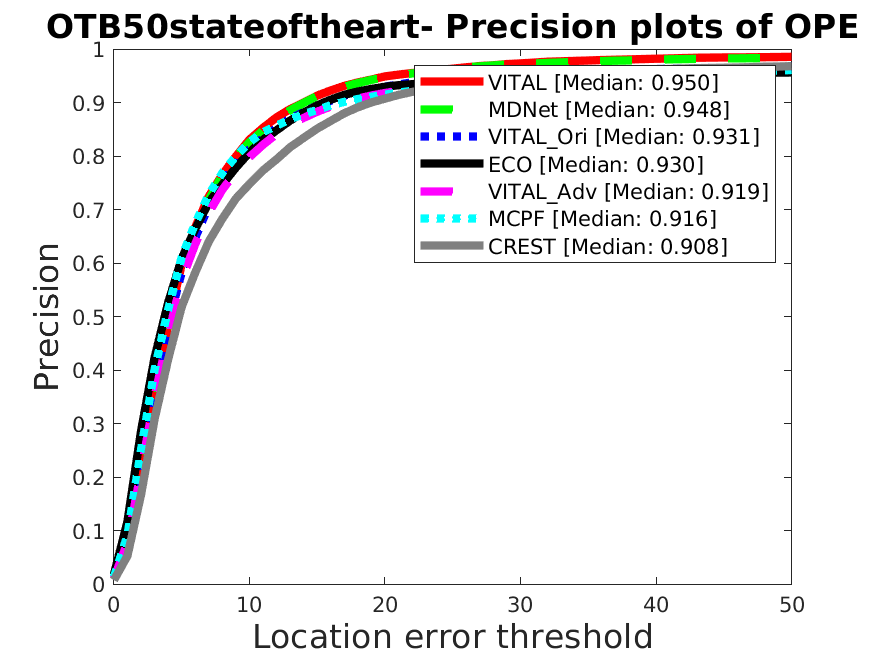 OTB50stateoftheart- Precision plots of OPE
1
0.9
0.8
0.7
0.6
0.5
0.4
0.3
0.2
0.1
0
Precision
VITAL [Median: 0.950]
MDNet [Median: 0.948]
VITAL_Ori [Median: 0.931]
ECO [Median: 0.930]
VITAL_Adv [Median: 0.919]
MCPF [Median: 0.916]
CREST [Median: 0.908]
0 10 20 30 40 50
Location error threshold